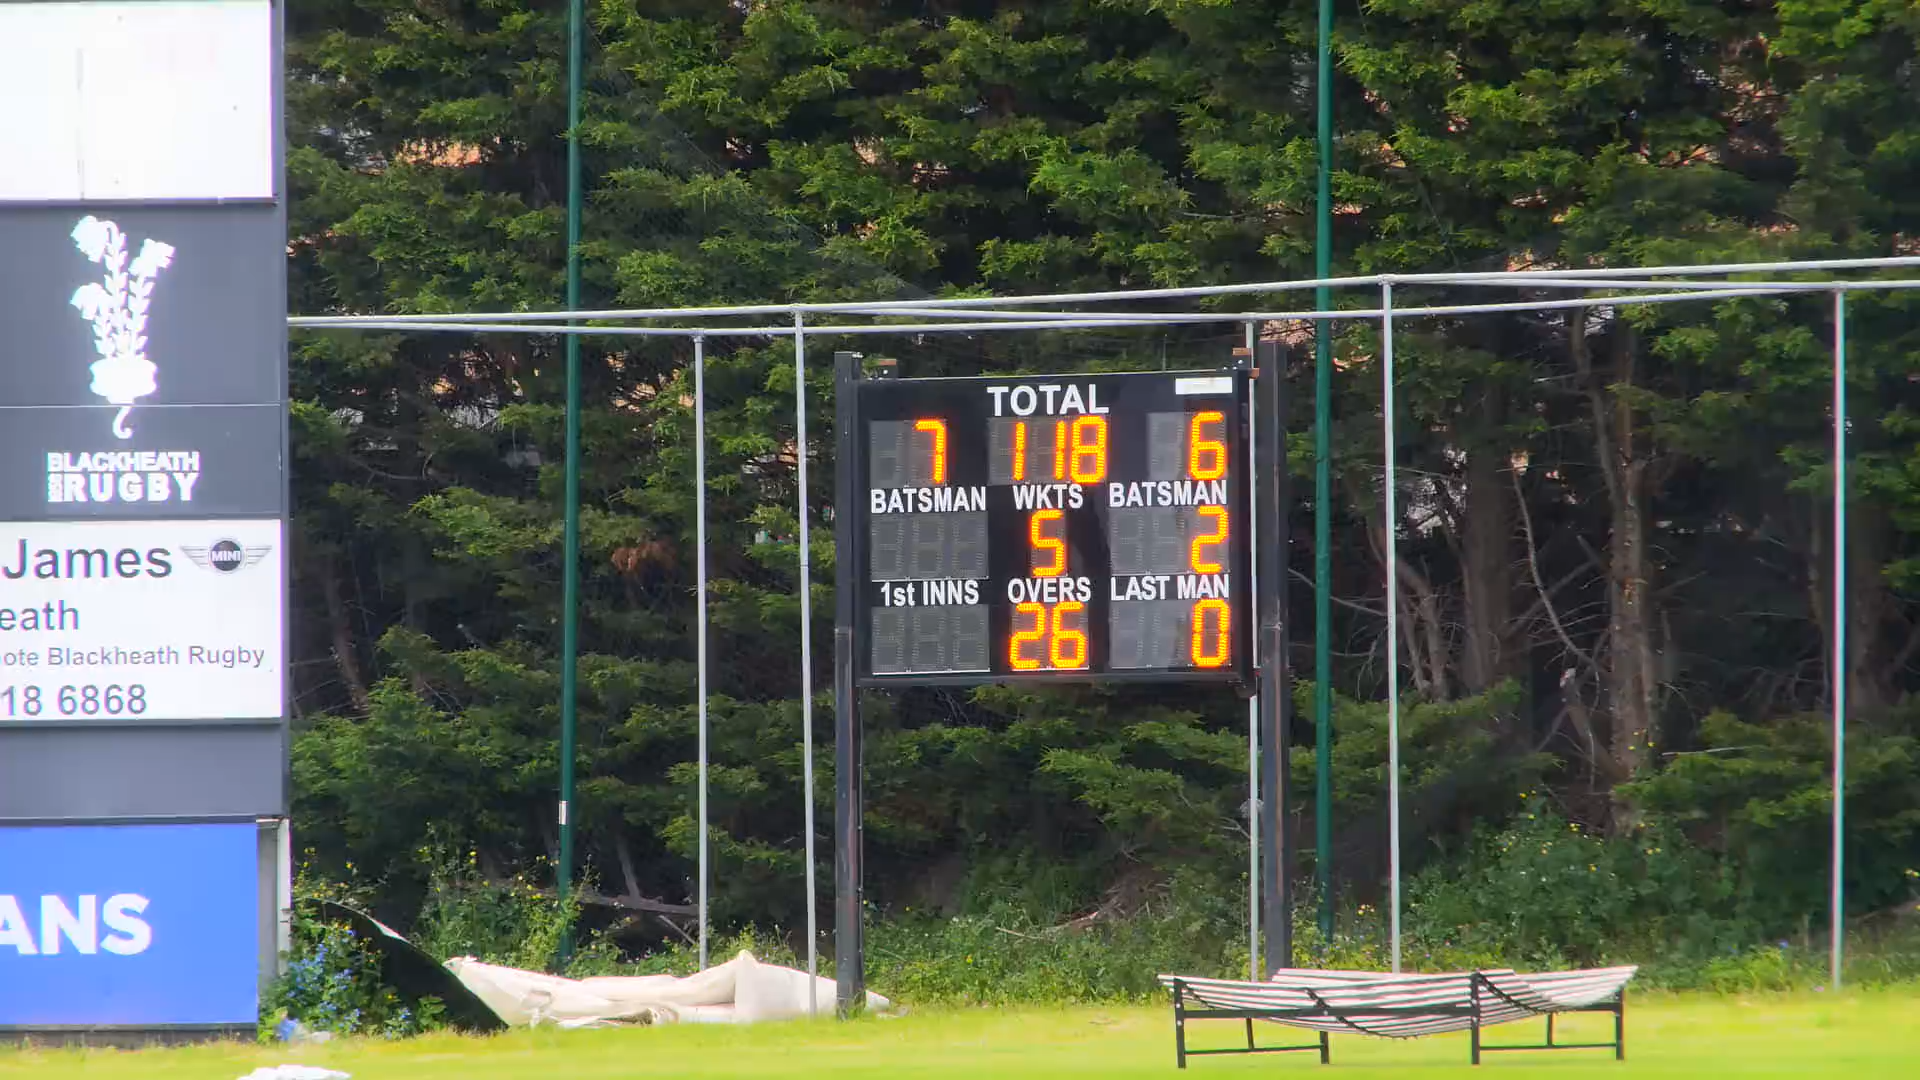 BLACKHEATH
RUGBY
James
MINI
eath
ote Blackheath Rugby
18 6868
ANS
TOTAL
7 118 6
BATSMAN WKTS BATSMAN
5 2
1st INNS OVERS LAST MAN
26 0